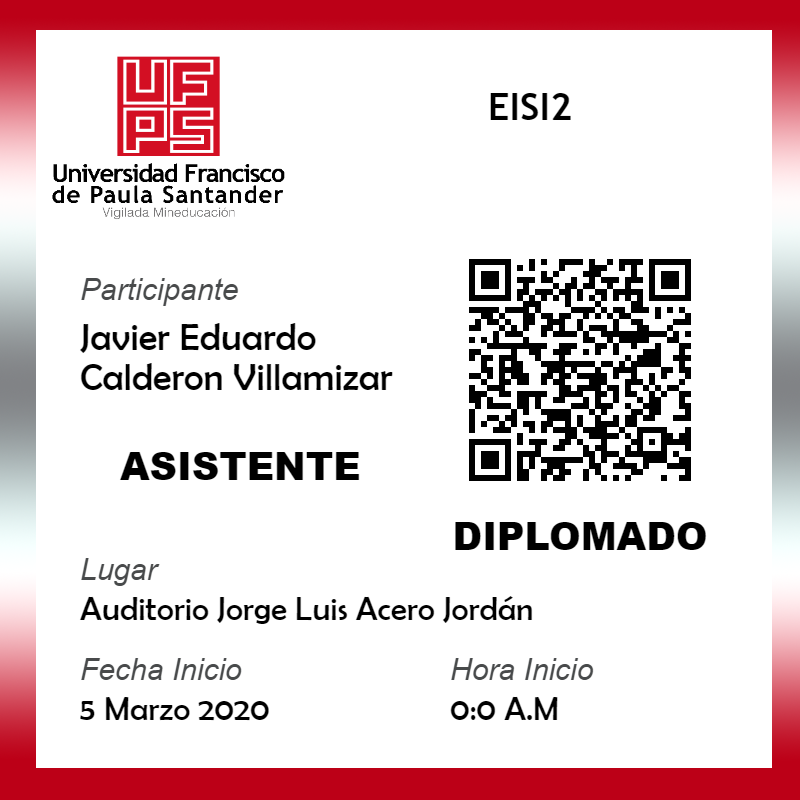 UF
PS
Universidad Francisco
de Paula Santander
Vigilada Mineducación
EISI2
Participante
Javier Eduardo
Calderon Villamizar
ASISTENTE
DIPLOMADO
Lugar
Auditorio Jorge Luis Acero Jordán
Fecha Inicio
5 Marzo 2020
Hora Inicio
0:0 A.M